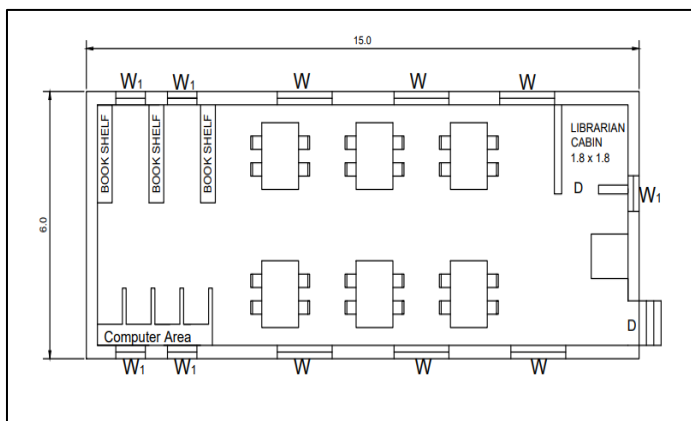 15.0
W1 W1 W W W
BOOK SHELF
BOOK SHELF
BOOK SHELF
LIBRARIAN
CABIN
1.8 x 1.8
D
W1
6.0
D
Computer Area
W1 W1 W W W